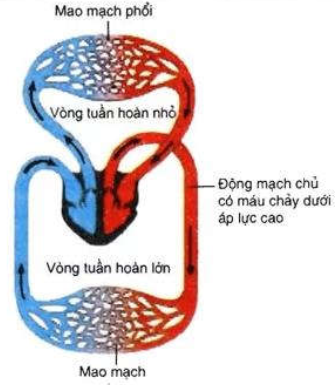 Mao mạch phổi
Vòng tuần hoàn nhỏ
Động mạch chủ
có máu chảy dưới
áp lực cao
Vòng tuần hoàn lớn
Mao mạch